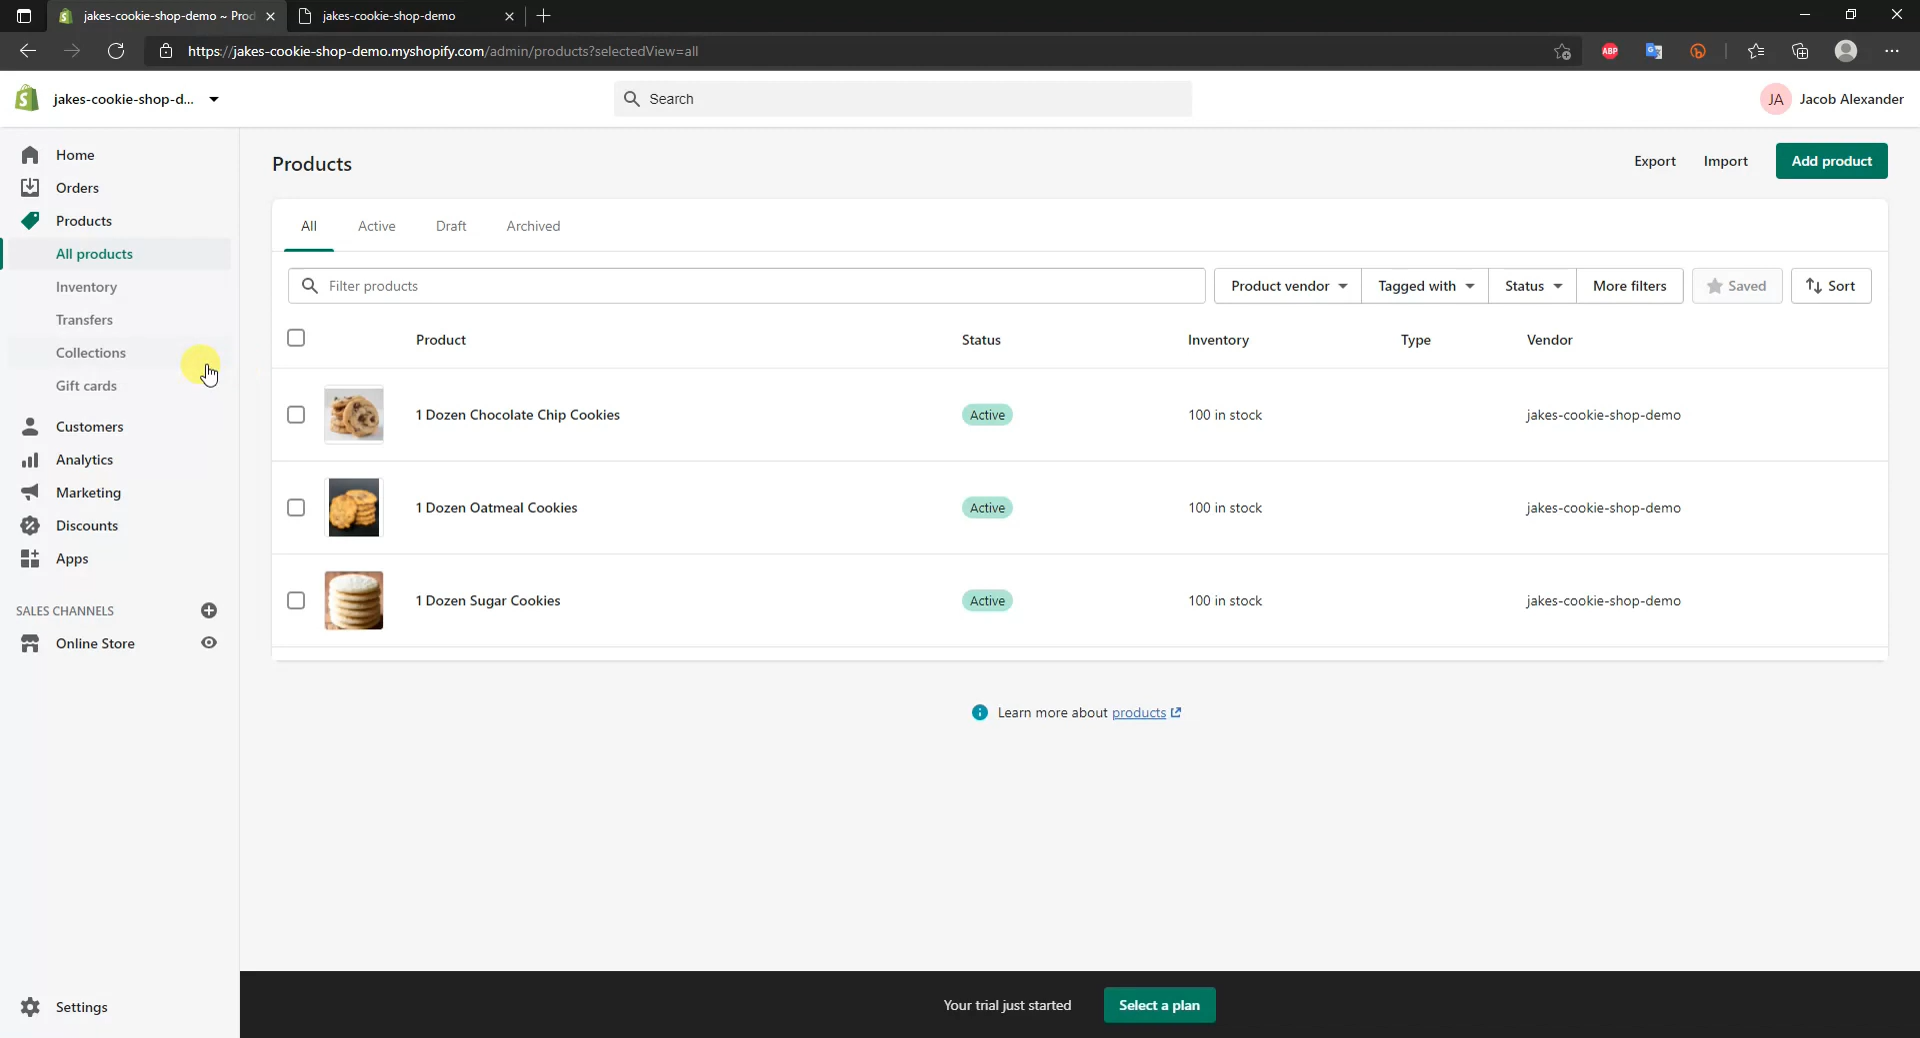 jakes-cookie-shop-demo ~ Prod
jakes-cookie-shop-demo
https://jakes-cookie-shop-demo.myshopify.com/admin/products?selectedView=all
ABP
jakes-cookie-shop-d...
Search
JA
Jacob Alexander
Home
Orders
Products
All products
Inventory
Transfers
Collections
Gift cards
Customers
Analytics
Marketing
Discounts
Apps
SALES CHANNELS
Online Store
Settings
Products
Export
Import
Add product
All
Active
Draft
Archived
Filter products
Product vendor
Tagged with
Status
More filters
Saved
Sort
Product
Status
Inventory
Type
Vendor
1 Dozen Chocolate Chip Cookies
Active
100 in stock
jakes-cookie-shop-demo
1 Dozen Oatmeal Cookies
Active
100 in stock
jakes-cookie-shop-demo
1 Dozen Sugar Cookies
Active
100 in stock
jakes-cookie-shop-demo
Learn more about products
Your trial just started
Select a plan